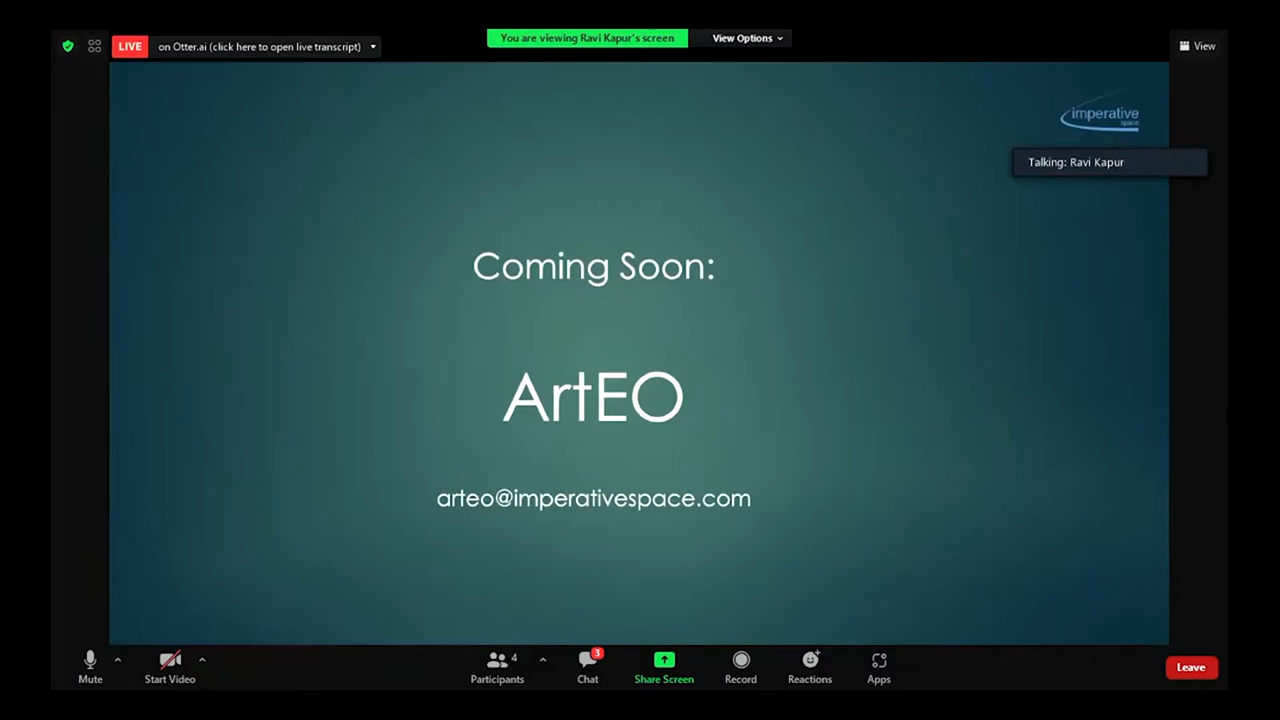 LIVE on Otter.ai (click here to open live transcript)
You are viewing Ravi Kapur's screen View Options
View
imperative
space
Talking: Ravi Kapur
Coming Soon:
ArtEO
arteo@imperativespace.com
4
3
Mute Start Video Participants Chat Share Screen Record Reactions Apps Leave